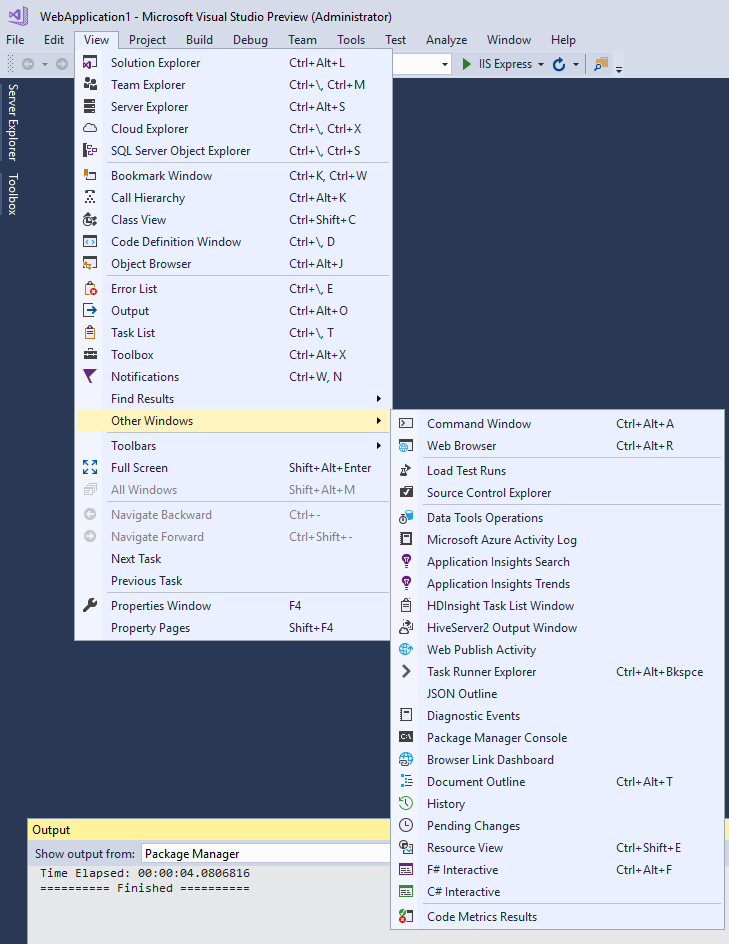 WebApplication1 - Microsoft Visual Studio Preview (Administrator)
File Edit View Project Build Debug Team Tools Test Analyze Window Help
IIS Express
Server Explorer
Toolbox
Solution Explorer Ctrl+Alt+L
Team Explorer Ctrl+\, Ctrl+M
Server Explorer Ctrl+Alt+S
Cloud Explorer Ctrl+\, Ctrl+X
SQL Server Object Explorer Ctrl+\, Ctrl+S
Bookmark Window Ctrl+K, Ctrl+W
Call Hierarchy Ctrl+Alt+K
Class View Ctrl+Shift+C
Code Definition Window Ctrl+\, D
Object Browser Ctrl+Alt+J
Error List Ctrl+\, E
Output Ctrl+Alt+O
Task List Ctrl+\, T
Toolbox Ctrl+Alt+X
Notifications Ctrl+W, N
Find Results
Other Windows
Toolbars
Full Screen Shift+Alt+Enter
All Windows Shift+Alt+M
Navigate Backward Ctrl+-
Navigate Forward Ctrl+Shift+-
Next Task
Previous Task
Properties Window F4
Property Pages Shift+F4
Command Window Ctrl+Alt+A
Web Browser Ctrl+Alt+R
Load Test Runs
Source Control Explorer
Data Tools Operations
Microsoft Azure Activity Log
Application Insights Search
Application Insights Trends
HDInsight Task List Window
HiveServer2 Output Window
Web Publish Activity
Task Runner Explorer Ctrl+Alt+Bkspce
JSON Outline
Diagnostic Events
Package Manager Console
Browser Link Dashboard
Document Outline Ctrl+Alt+T
History
Pending Changes
Resource View Ctrl+Shift+E
F# Interactive Ctrl+Alt+F
C# Interactive
Code Metrics Results
Output
Show output from: Package Manager
Time Elapsed: 00:00:04.0806816
========== Finished ==========